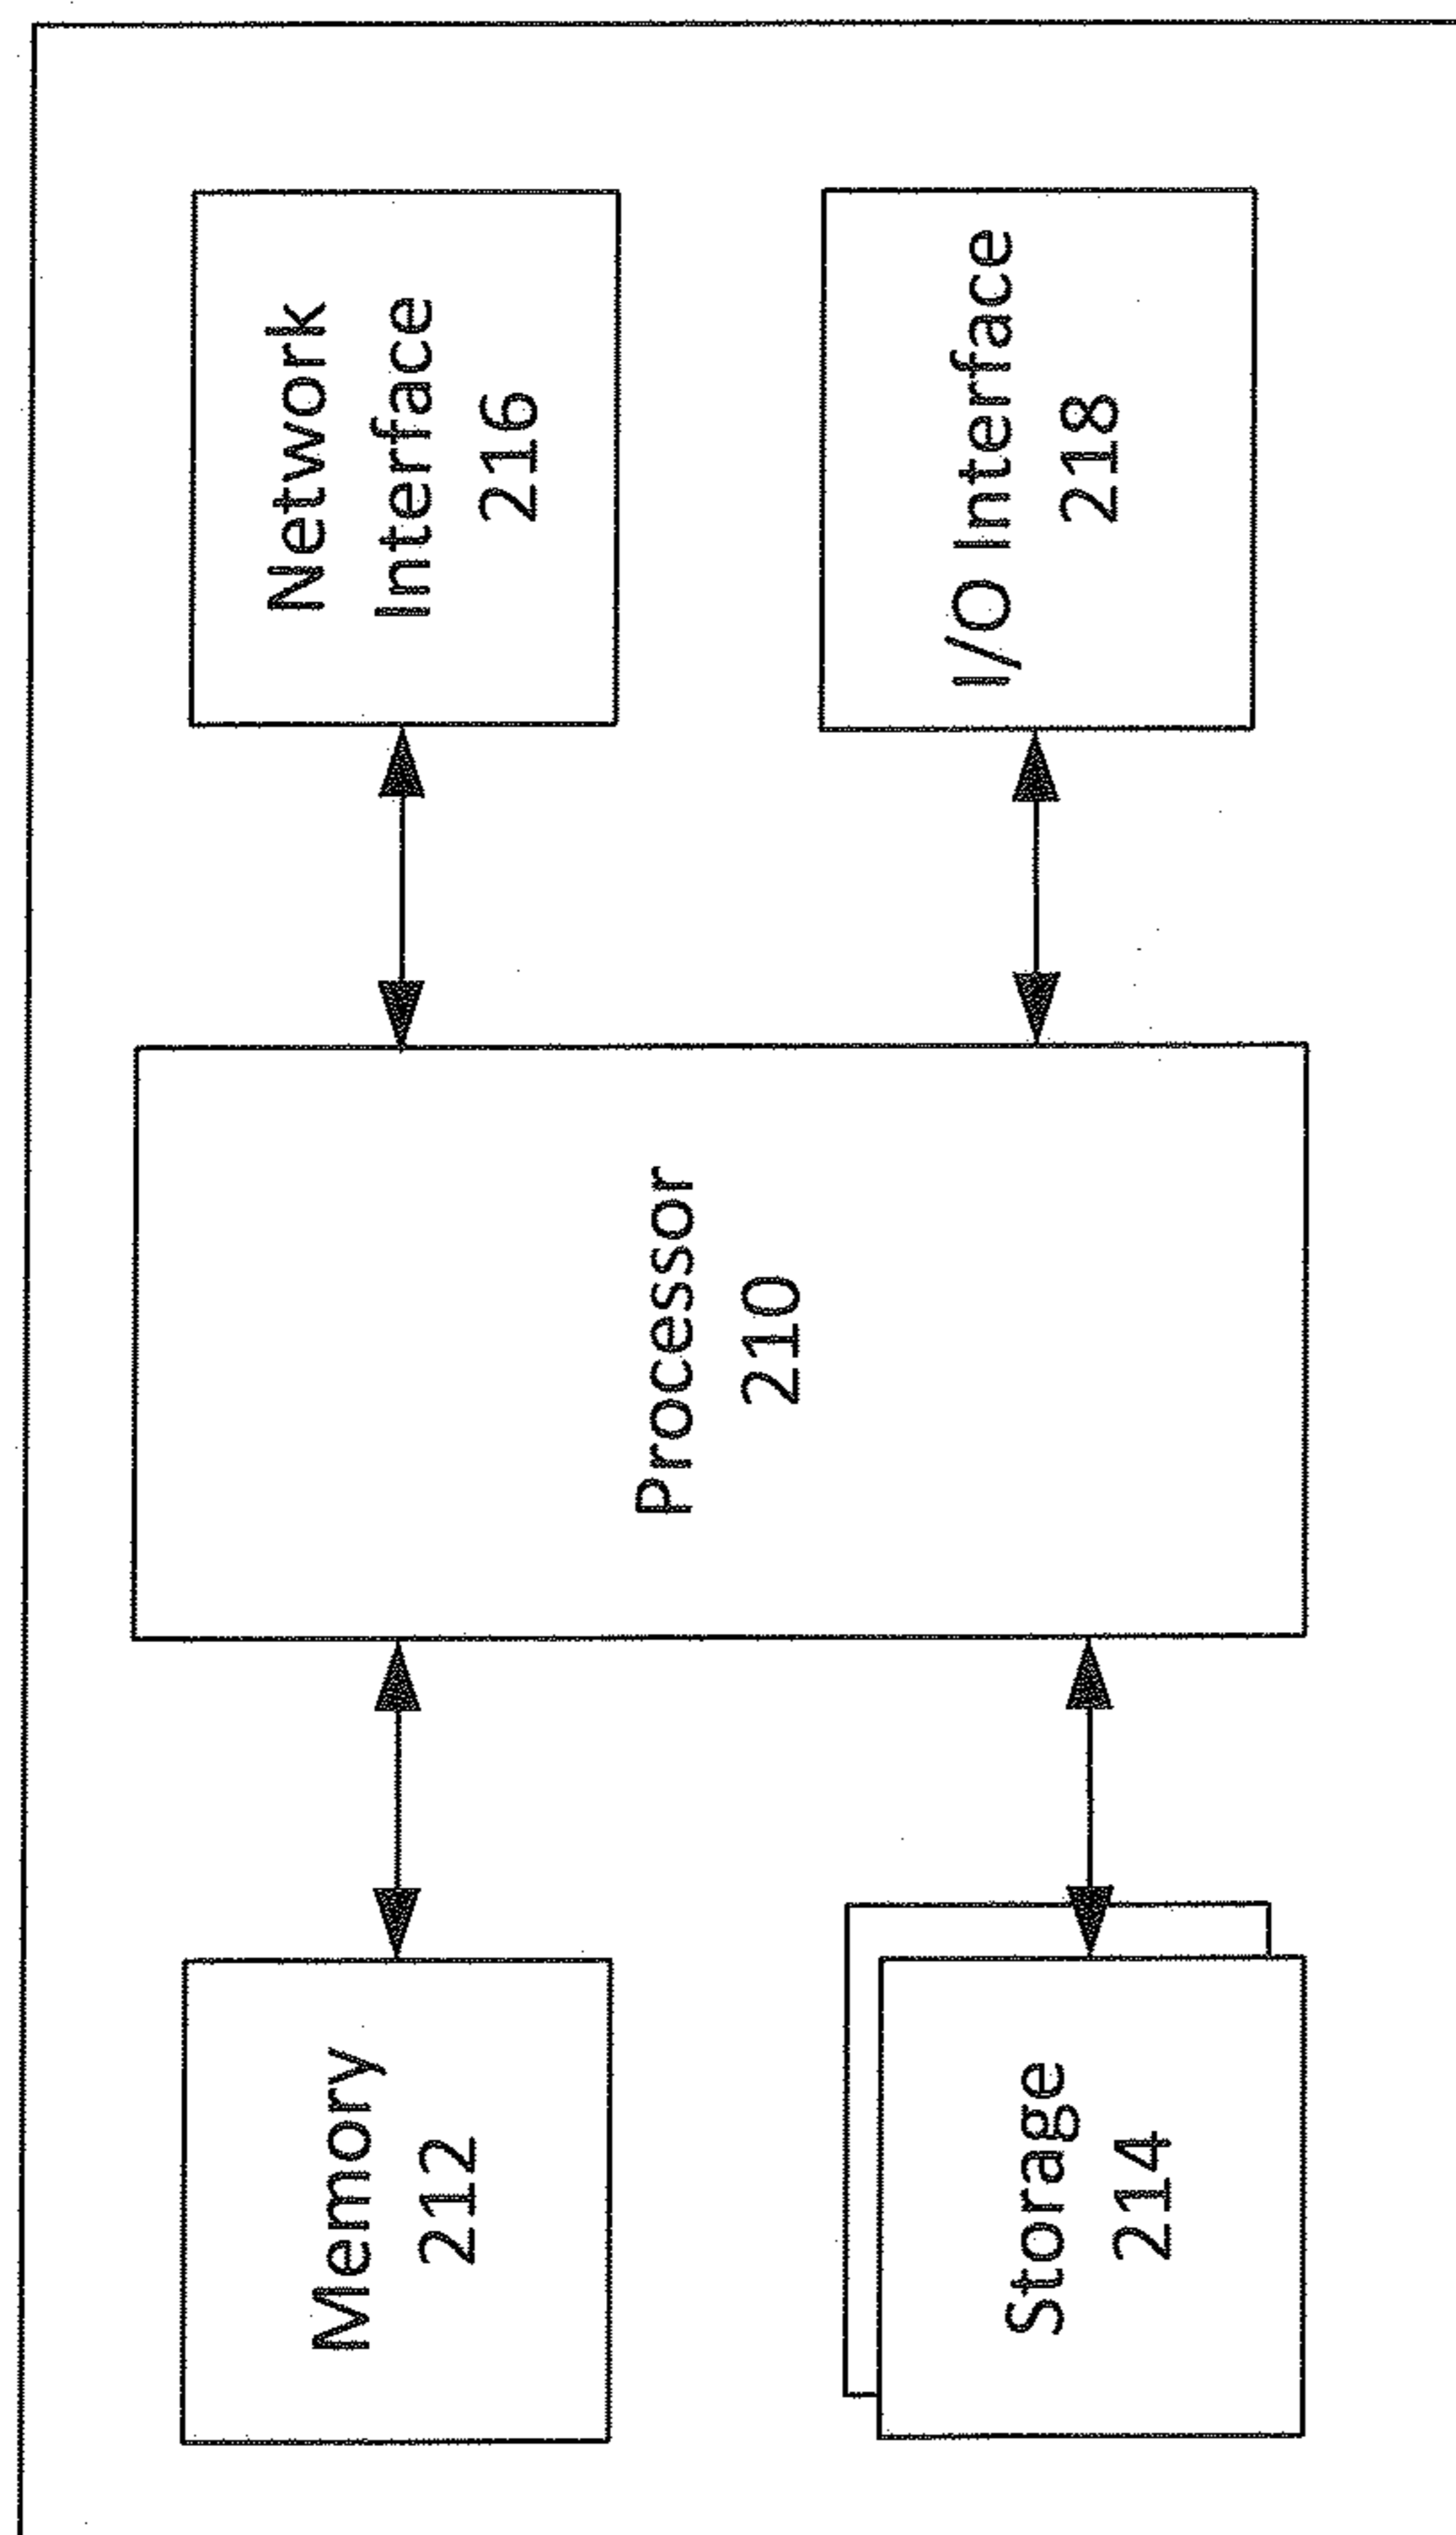 Memory
212
Storage
214
Processor
210
Network
Interface
216
I/O Interface
218